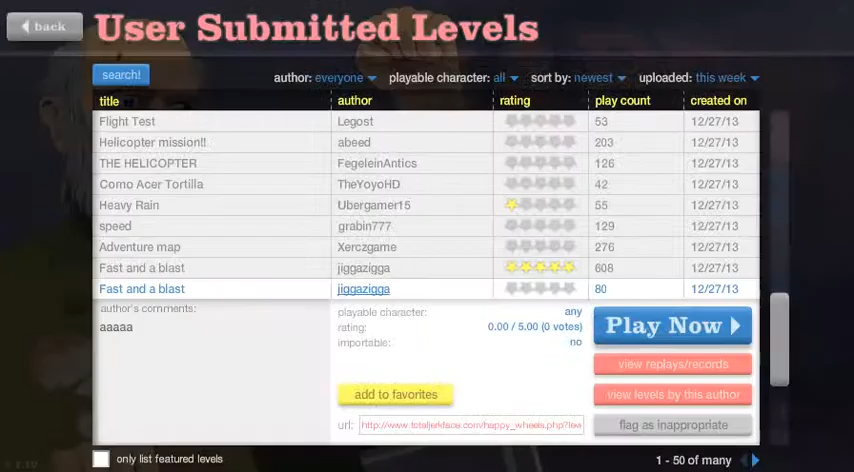 back
User Submitted Levels
search!
author: everyone playable character: all sort by: newest uploaded: this week
title author rating play count created on
Flight Test Legost 53 12/27/13
Helicopter mission!! abeed 203 12/27/13
THE HELICOPTER FegeleinAntics 126 12/27/13
Como Acer Tortilla TheYoyoHD 42 12/27/13
Heavy Rain Ubergamer15 55 12/27/13
speed grabin777 129 12/27/13
Adventure map Xerczgame 276 12/27/13
Fast and a blast jiggazigga 608 12/27/13
Fast and a blast jiggazigga 80 12/27/13
author's comments:
aaaaa
playable character: any
rating: 0.00 / 5.00 (0 votes)
importable: no
Play Now
view replays/records
add to favorites
view levels by this author
url: http://www.totaljerkface.com/happy_wheels.php?lev
flag as inappropriate
only list featured levels
1 - 50 of many